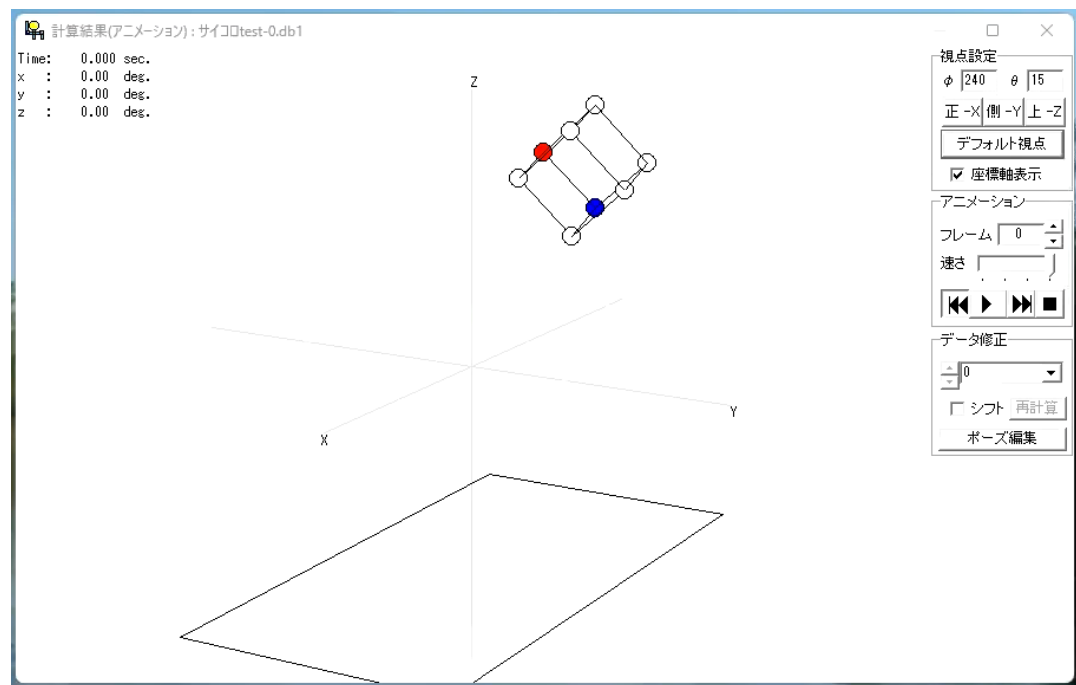 計算結果(アニメーション) : サイコロtest-0.db1
Time: 0.000 sec.
x : 0.00 deg.
y : 0.00 deg.
z : 0.00 deg.
Z
Y
X
視点設定
φ 240 θ 15
正 -X 側 -Y 上 -Z
デフォルト視点
座標軸表示
アニメーション
フレーム 0
速さ
データ修正
0
シフト 再計算
ポーズ編集